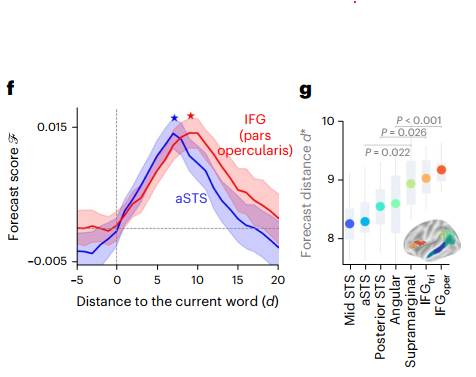 f
Forecast score ℱ
0.015
−0.005
IFG
(pars
opercularis)
aSTS
−5 0 5 10 15 20
Distance to the current word (d)
g
Forecast distance d*
10
9
8
P < 0.001
P = 0.026
P = 0.022
Mid STS
aSTS
Posterior STS
Angular
Supramarginal
IFGtri
IFGoper